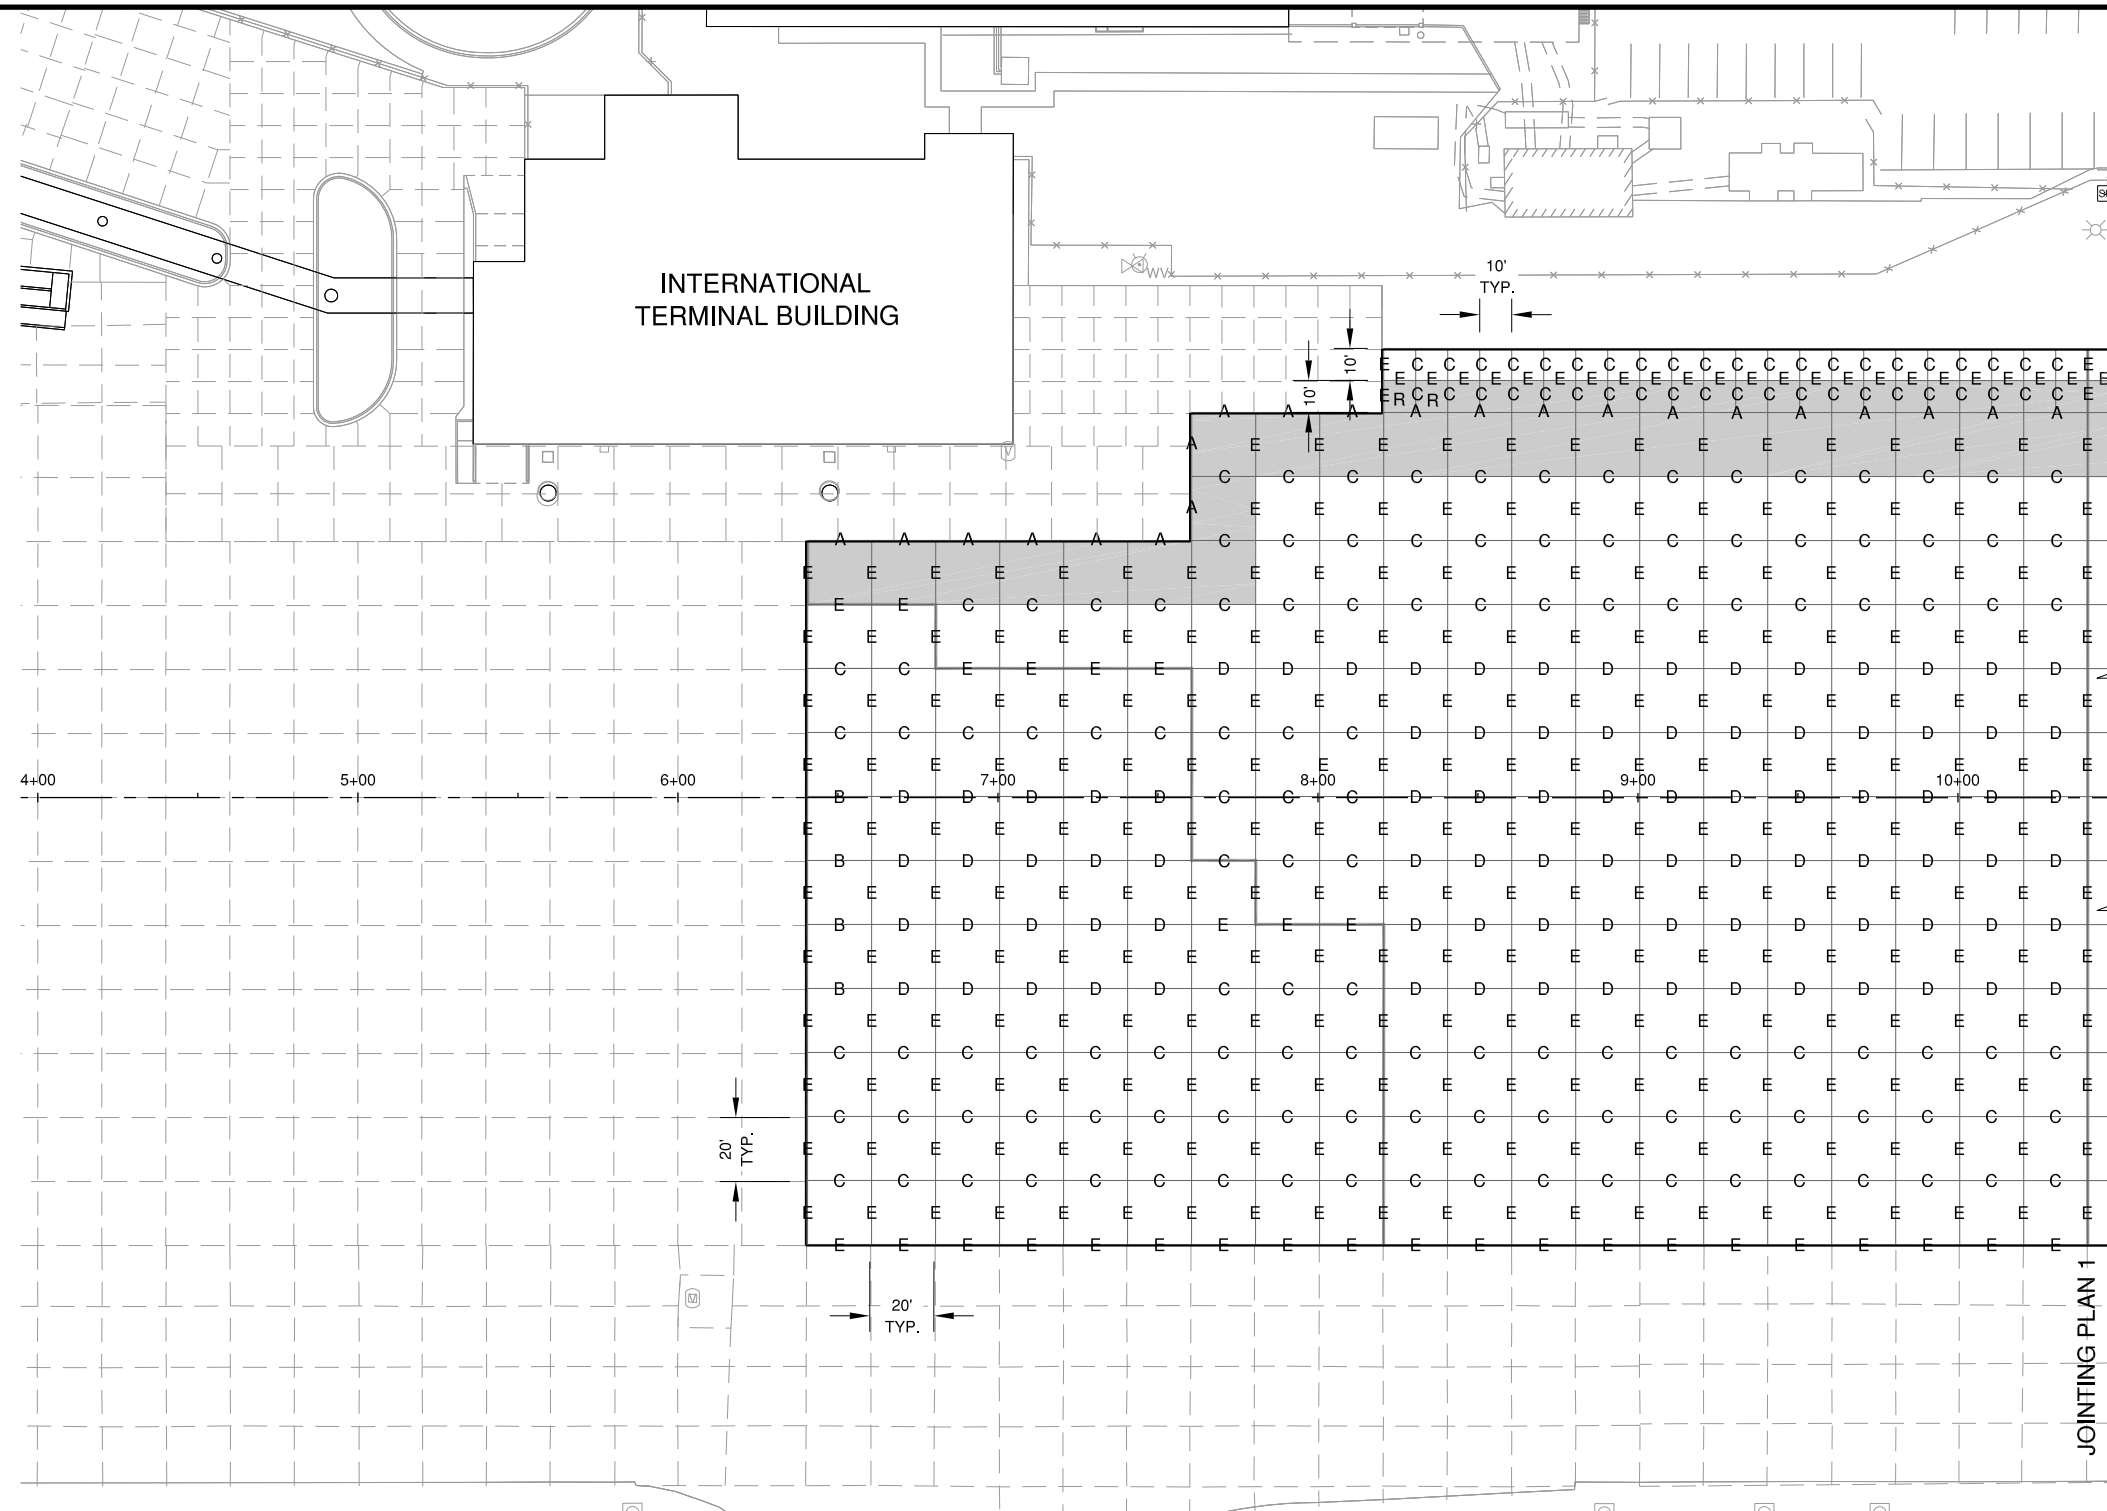 INTERNATIONAL
TERMINAL BUILDING
WV
10'
TYP.
10'
10'
E C C C C C C C C C C C C C C C C C C C C C E
E E E E E E E E E E E E E E E E E E E E E E E
E R C R C C C C C C C C C C C C C C C C C C C C E
A A A A A A A A A A A A A A
A E E E E E E E E E E E E E E
C C C C C C C C C C C C C C
A E E E E E E E E E E E E E E
A A A A A A C C C C C C C C C C C C C C
E E E E E E E E E E E E E E E E E E E E E
E E C C C C C C C C C C C C C C C C C C
E E E E E E E E E E E E E E E E E E E E E
C C E E E E D D D D D D D D D D D D D D
E E E E E E E E E E E E E E E E E E E E E
C C C C C C C C C D D D D D D D D D D D
E E E E E E E E E E E E E E E E E E E E E
4+00 5+00 6+00 7+00 8+00 9+00 10+00
B D D D D D C C C D D D D D D D D D D D
E E E E E E E E E E E E E E E E E E E E E
B D D D D D C C C D D D D D D D D D D D
E E E E E E E E E E E E E E E E E E E E E
B D D D D D E E E D D D D D D D D D D D
E E E E E E E E E E E E E E E E E E E E E
B D D D D D C C C D D D D D D D D D D D
E E E E E E E E E E E E E E E E E E E E E
C C C C C C C C C C C C C C C C C C C C
E E E E E E E E E E E E E E E E E E E E E
C C C C C C C C C C C C C C C C C C C C
E E E E E E E E E E E E E E E E E E E E E
C C C C C C C C C C C C C C C C C C C C
E E E E E E E E E E E E E E E E E E E E E
E E E E E E E E E E E E E E E E E E E E
20'
TYP.
20'
TYP.
JOINTING PLAN 1